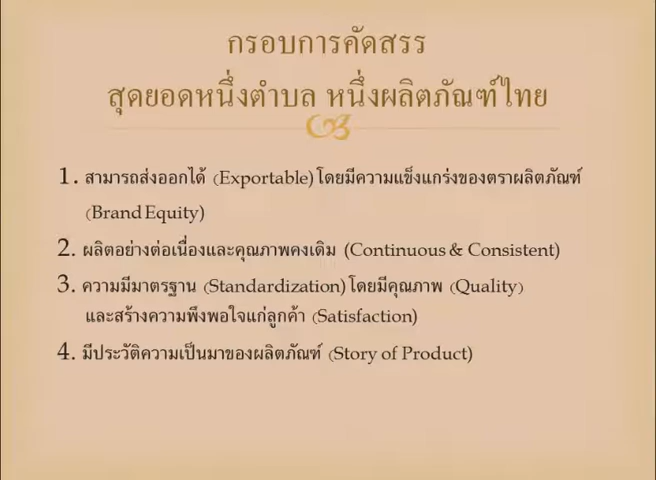 กรอบการคัดสรร
สุดยอดหนึ่งตำบล หนึ่งผลิตภัณฑ์ไทย
1. สามารถส่งออกได้ (Exportable) โดยมีความแข็งแกร่งของตราผลิตภัณฑ์
(Brand Equity)
2. ผลิตอย่างต่อเนื่องและคุณภาพคงเดิม (Continuous & Consistent)
3. ความมีมาตรฐาน (Standardization) โดยมีคุณภาพ (Quality)
และสร้างความพึงพอใจแก่ลูกค้า (Satisfaction)
4. มีประวัติความเป็นมาของผลิตภัณฑ์ (Story of Product)